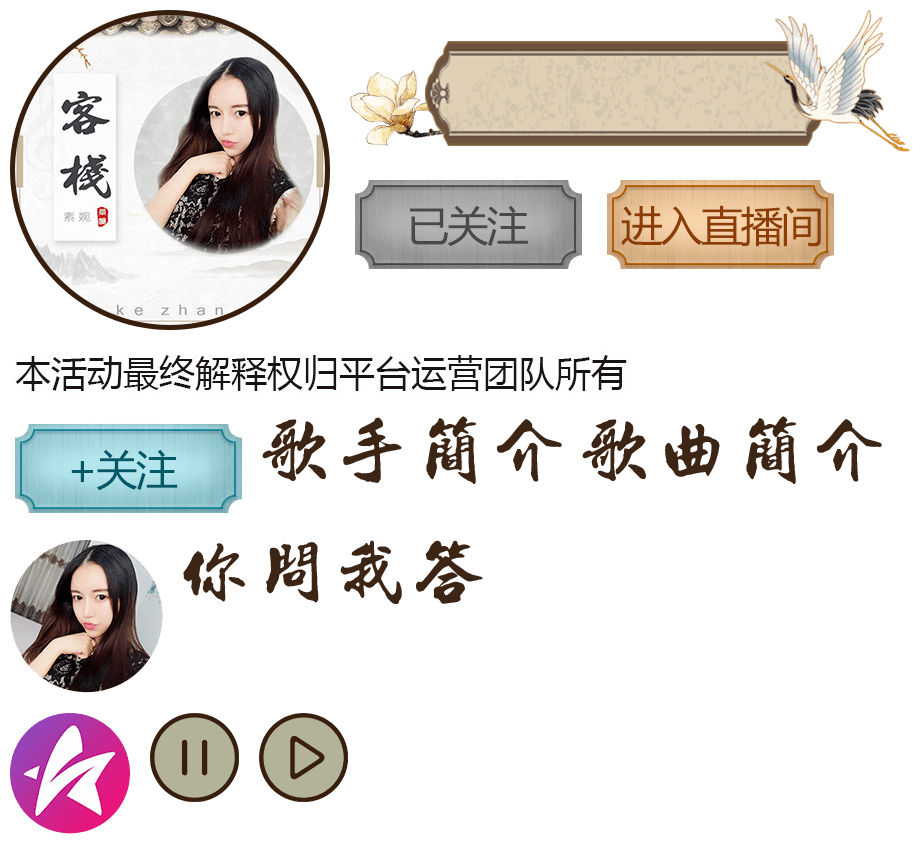 客栈
素婉
ke zhan
已关注
进入直播间
本活动最终解释权归平台运营团队所有
+关注
歌手簡介
歌曲簡介
你問我答